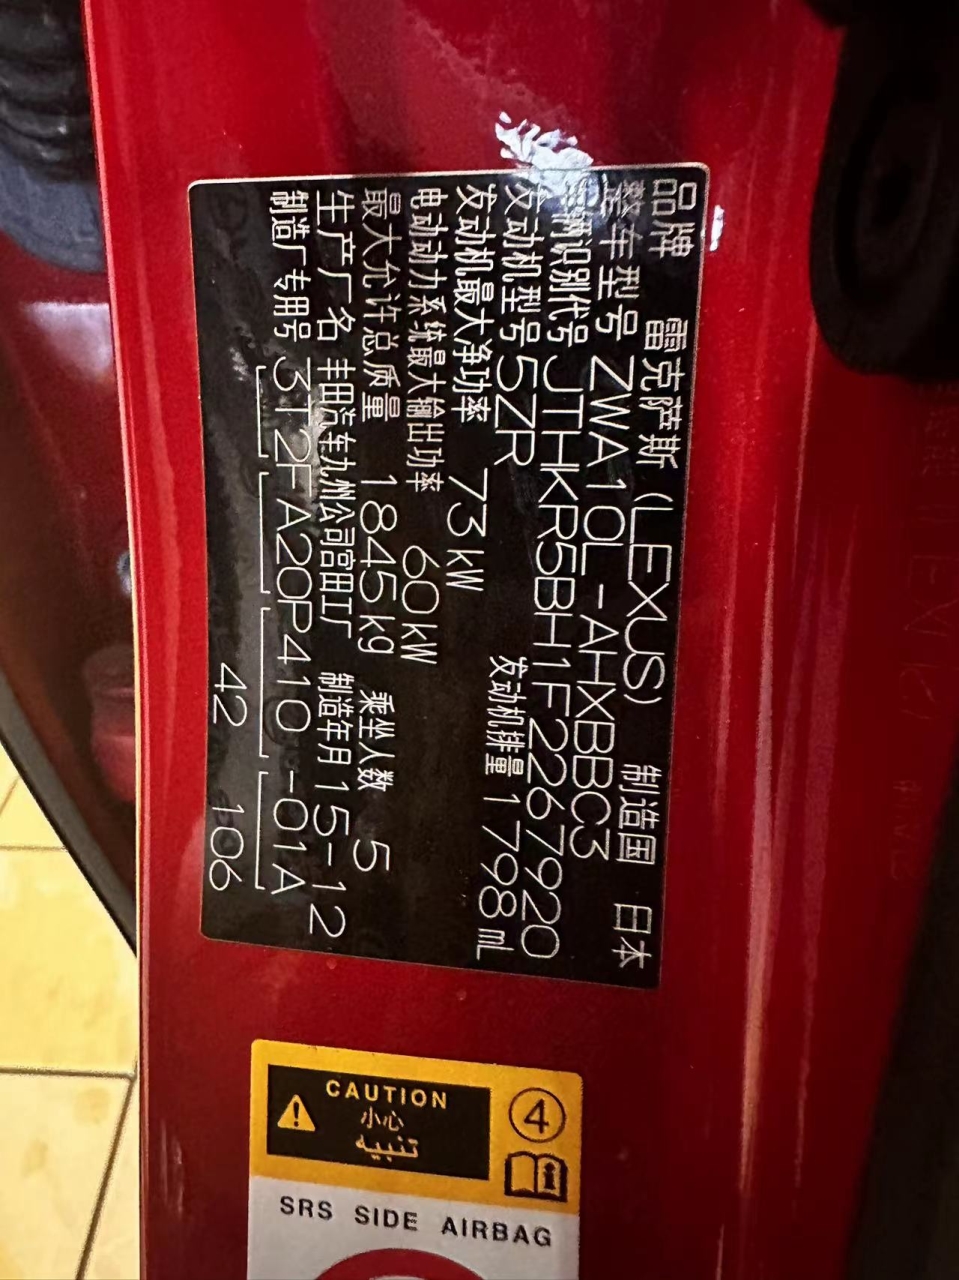 品牌 雷克萨斯 (LEXUS) 制造国 日本
整车型号 ZWA10L-AHXBBC3
车辆识别代号 JTHKR5BH1F2267920
发动机型号 5ZR 发动机排量 1798mL
发动机最大净功率 73kW
电动动力系统最大输出功率 60kW
最大允许总质量 1845kg 乘坐人数 5
生产厂名 丰田汽车九州公司宫田工厂 制造年月 15-12
制造厂专用号 3T2FA20P410-01A
42 106
CAUTION
小心
تنبيه
4
SRS SIDE AIRBAG